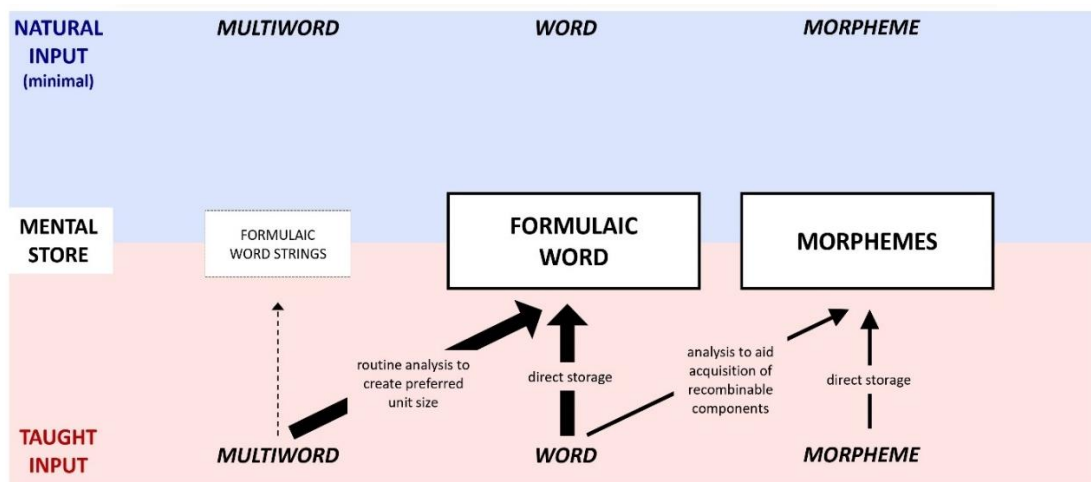 NATURAL
INPUT
(minimal)
MULTIWORD
WORD
MORPHEME
MENTAL
STORE
FORMULAIC
WORD STRINGS
FORMULAIC
WORD
MORPHEMES
routine analysis to
create preferred
unit size
direct storage
analysis to aid
acquisition of
recombinable
components
direct storage
TAUGHT
INPUT
MULTIWORD
WORD
MORPHEME